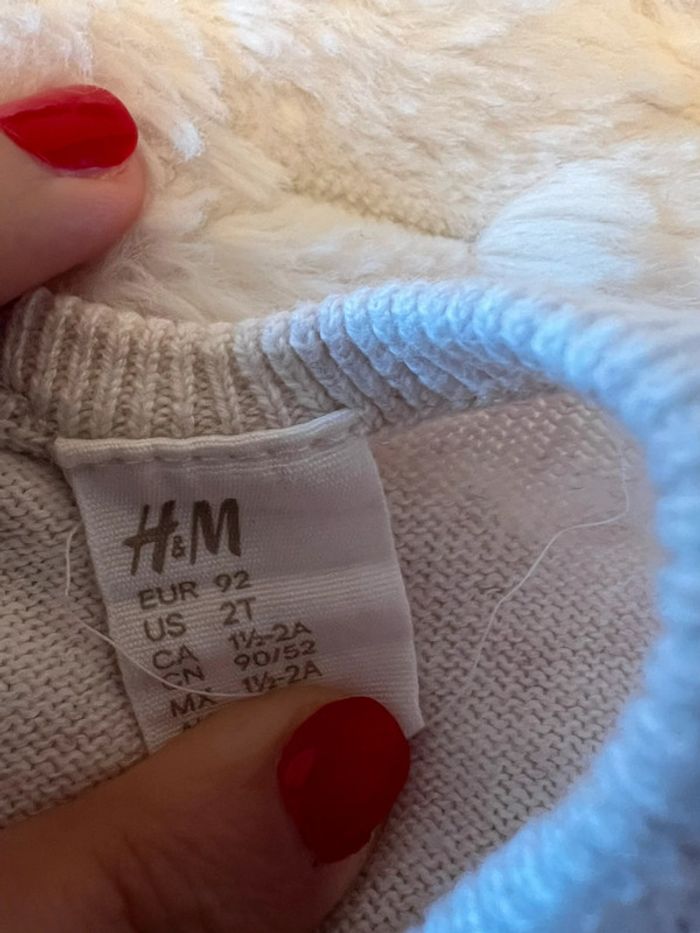 H&M
EUR 92
US 2T
CA 1½-2A
CN 90/52
MX 1½-2A